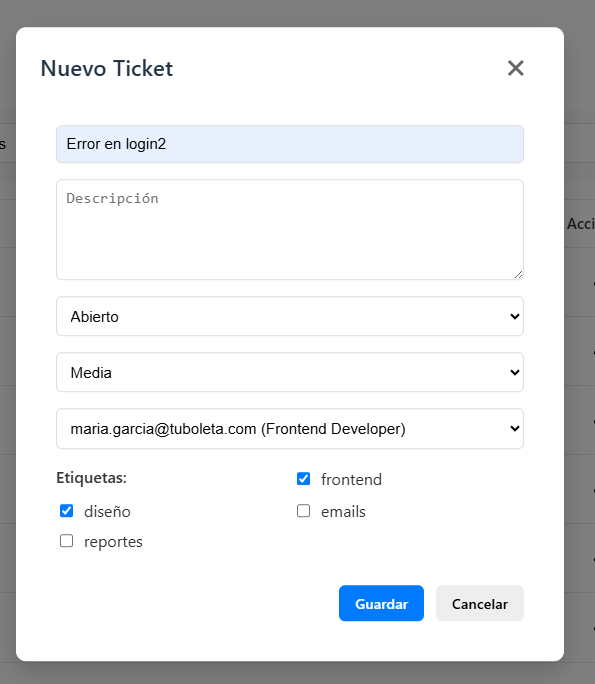 Nuevo Ticket
Error en login2
Descripción
Acci
s
Abierto
Media
maria.garcia@tuboleta.com (Frontend Developer)
Etiquetas:
frontend
diseño
emails
reportes
Guardar
Cancelar